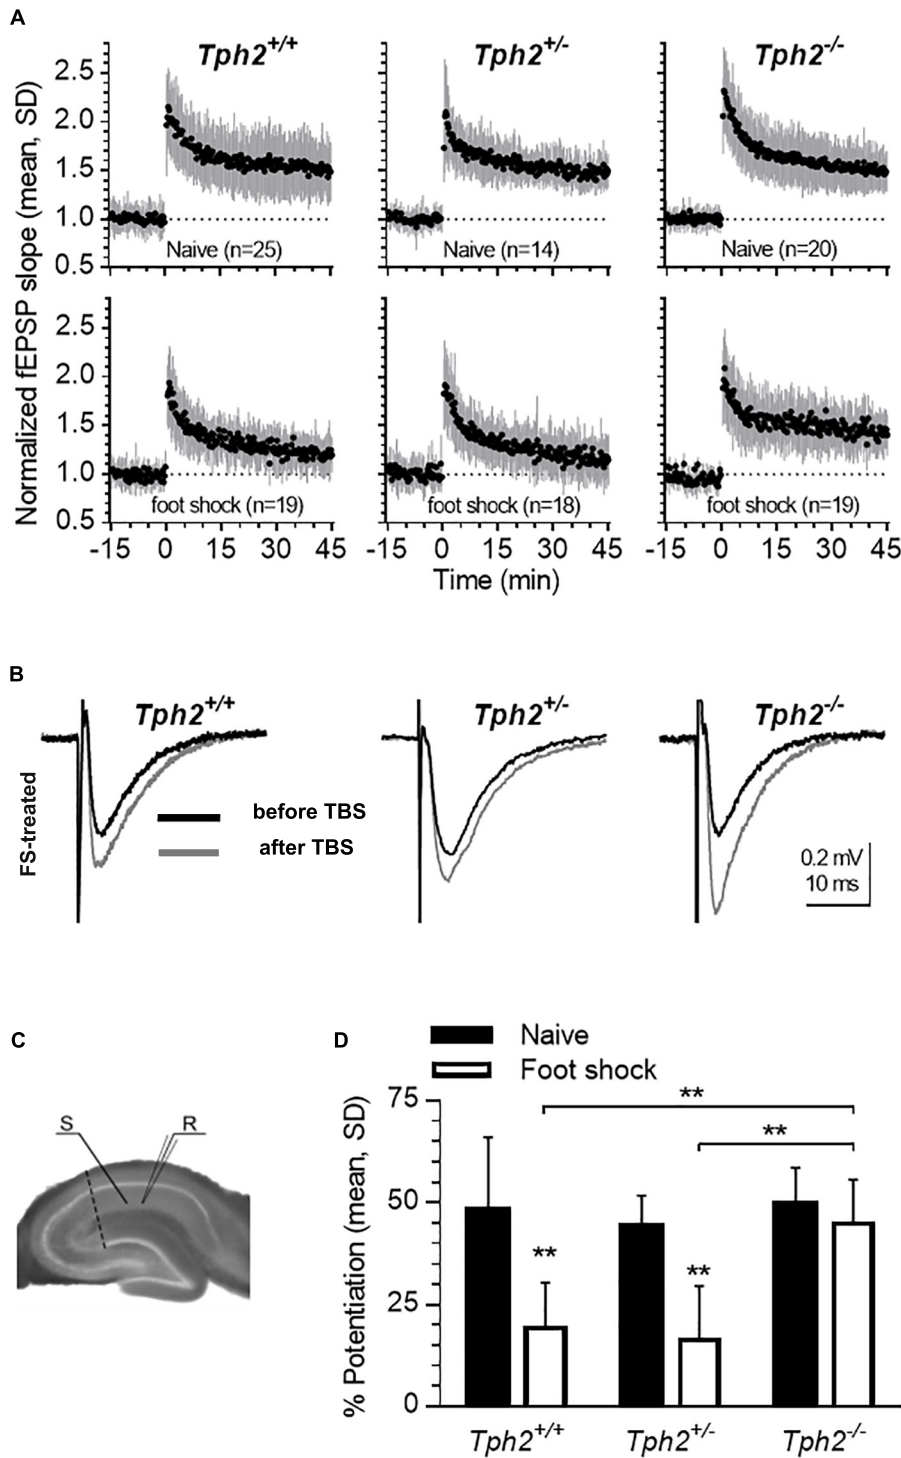 A
Tph2+/+ Tph2+/- Tph2-/-
Normalized fEPSP slope (mean, SD)
2.5
2.0
1.5
1.0
0.5
Naive (n=25) Naive (n=14) Naive (n=20)
2.5
2.0
1.5
1.0
0.5
foot shock (n=19) foot shock (n=18) foot shock (n=19)
-15 0 15 30 45 -15 0 15 30 45 -15 0 15 30 45
Time (min)
B
Tph2+/+ Tph2+/- Tph2-/-
FS-treated
before TBS
after TBS
0.2 mV
10 ms
C
S R
D
Naive
Foot shock
% Potentiation (mean, SD)
75
50
25
0
**
**
** **
Tph2+/+ Tph2+/- Tph2-/-